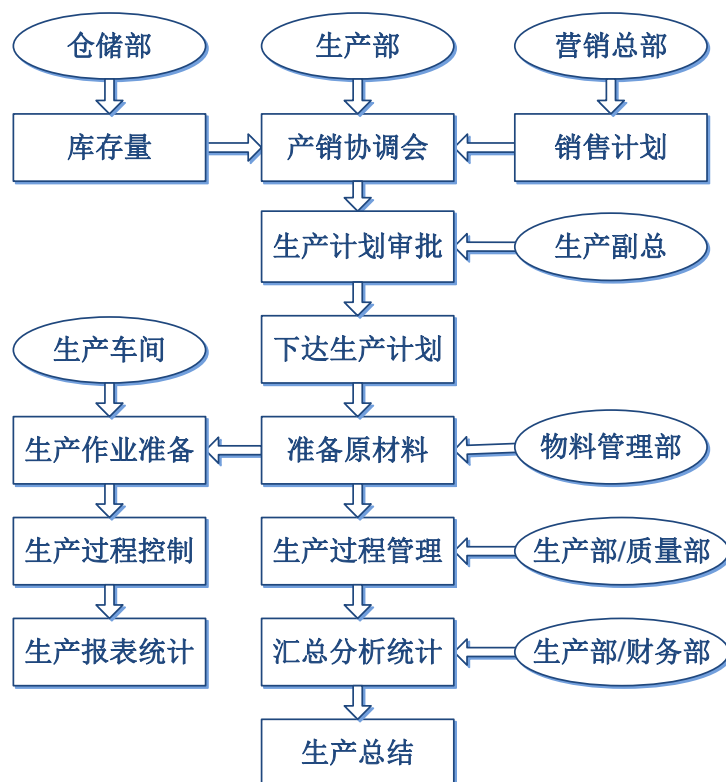 仓储部
生产部
营销总部
库存量
产销协调会
销售计划
生产计划审批
生产副总
生产车间
下达生产计划
生产作业准备
准备原材料
物料管理部
生产过程控制
生产过程管理
生产部/质量部
生产报表统计
汇总分析统计
生产部/财务部
生产总结